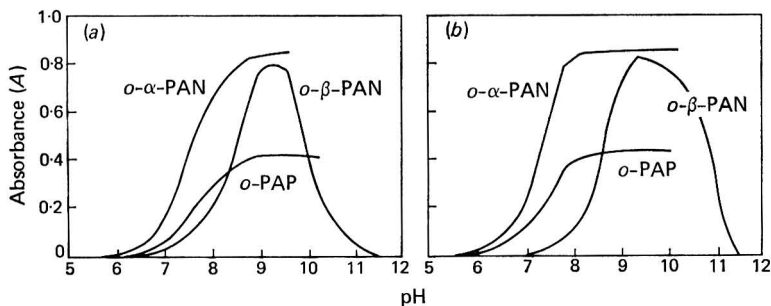 (a)
(b)
Absorbance (A)
1·0
0·8
0·6
0·4
0·2
0
o-α-PAN
o-β-PAN
o-PAP
5 6 7 8 9 10 11 12
o-α-PAN
o-β-PAN
o-PAP
5 6 7 8 9 10 11 12
pH